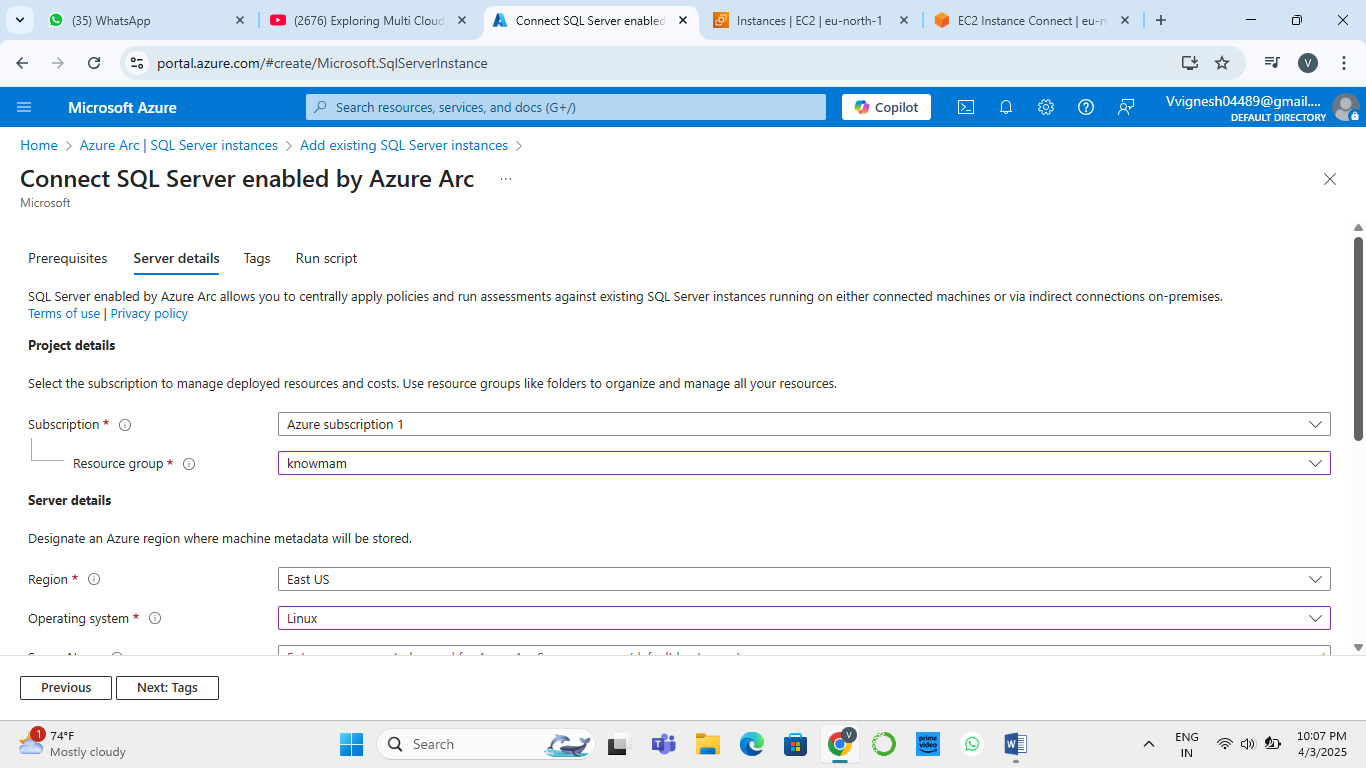 (35) WhatsApp
(2676) Exploring Multi Cloud
Connect SQL Server enabled
Instances | EC2 | eu-north-1
EC2 Instance Connect | eu-n
portal.azure.com/#create/Microsoft.SqlServerInstance
V
Microsoft Azure
Search resources, services, and docs (G+/)
Copilot
Vvignesh04489@gmail....
DEFAULT DIRECTORY
Home > Azure Arc | SQL Server instances > Add existing SQL Server instances >
Connect SQL Server enabled by Azure Arc ...
Microsoft
Prerequisites Server details Tags Run script
SQL Server enabled by Azure Arc allows you to centrally apply policies and run assessments against existing SQL Server instances running on either connected machines or via indirect connections on-premises.
Terms of use | Privacy policy
Project details
Select the subscription to manage deployed resources and costs. Use resource groups like folders to organize and manage all your resources.
Subscription * Azure subscription 1
Resource group * knowmam
Server details
Designate an Azure region where machine metadata will be stored.
Region * East US
Operating system * Linux
Previous Next: Tags
1
74°F
Mostly cloudy
Search
V
prime video
ENG
IN
10:07 PM
4/3/2025